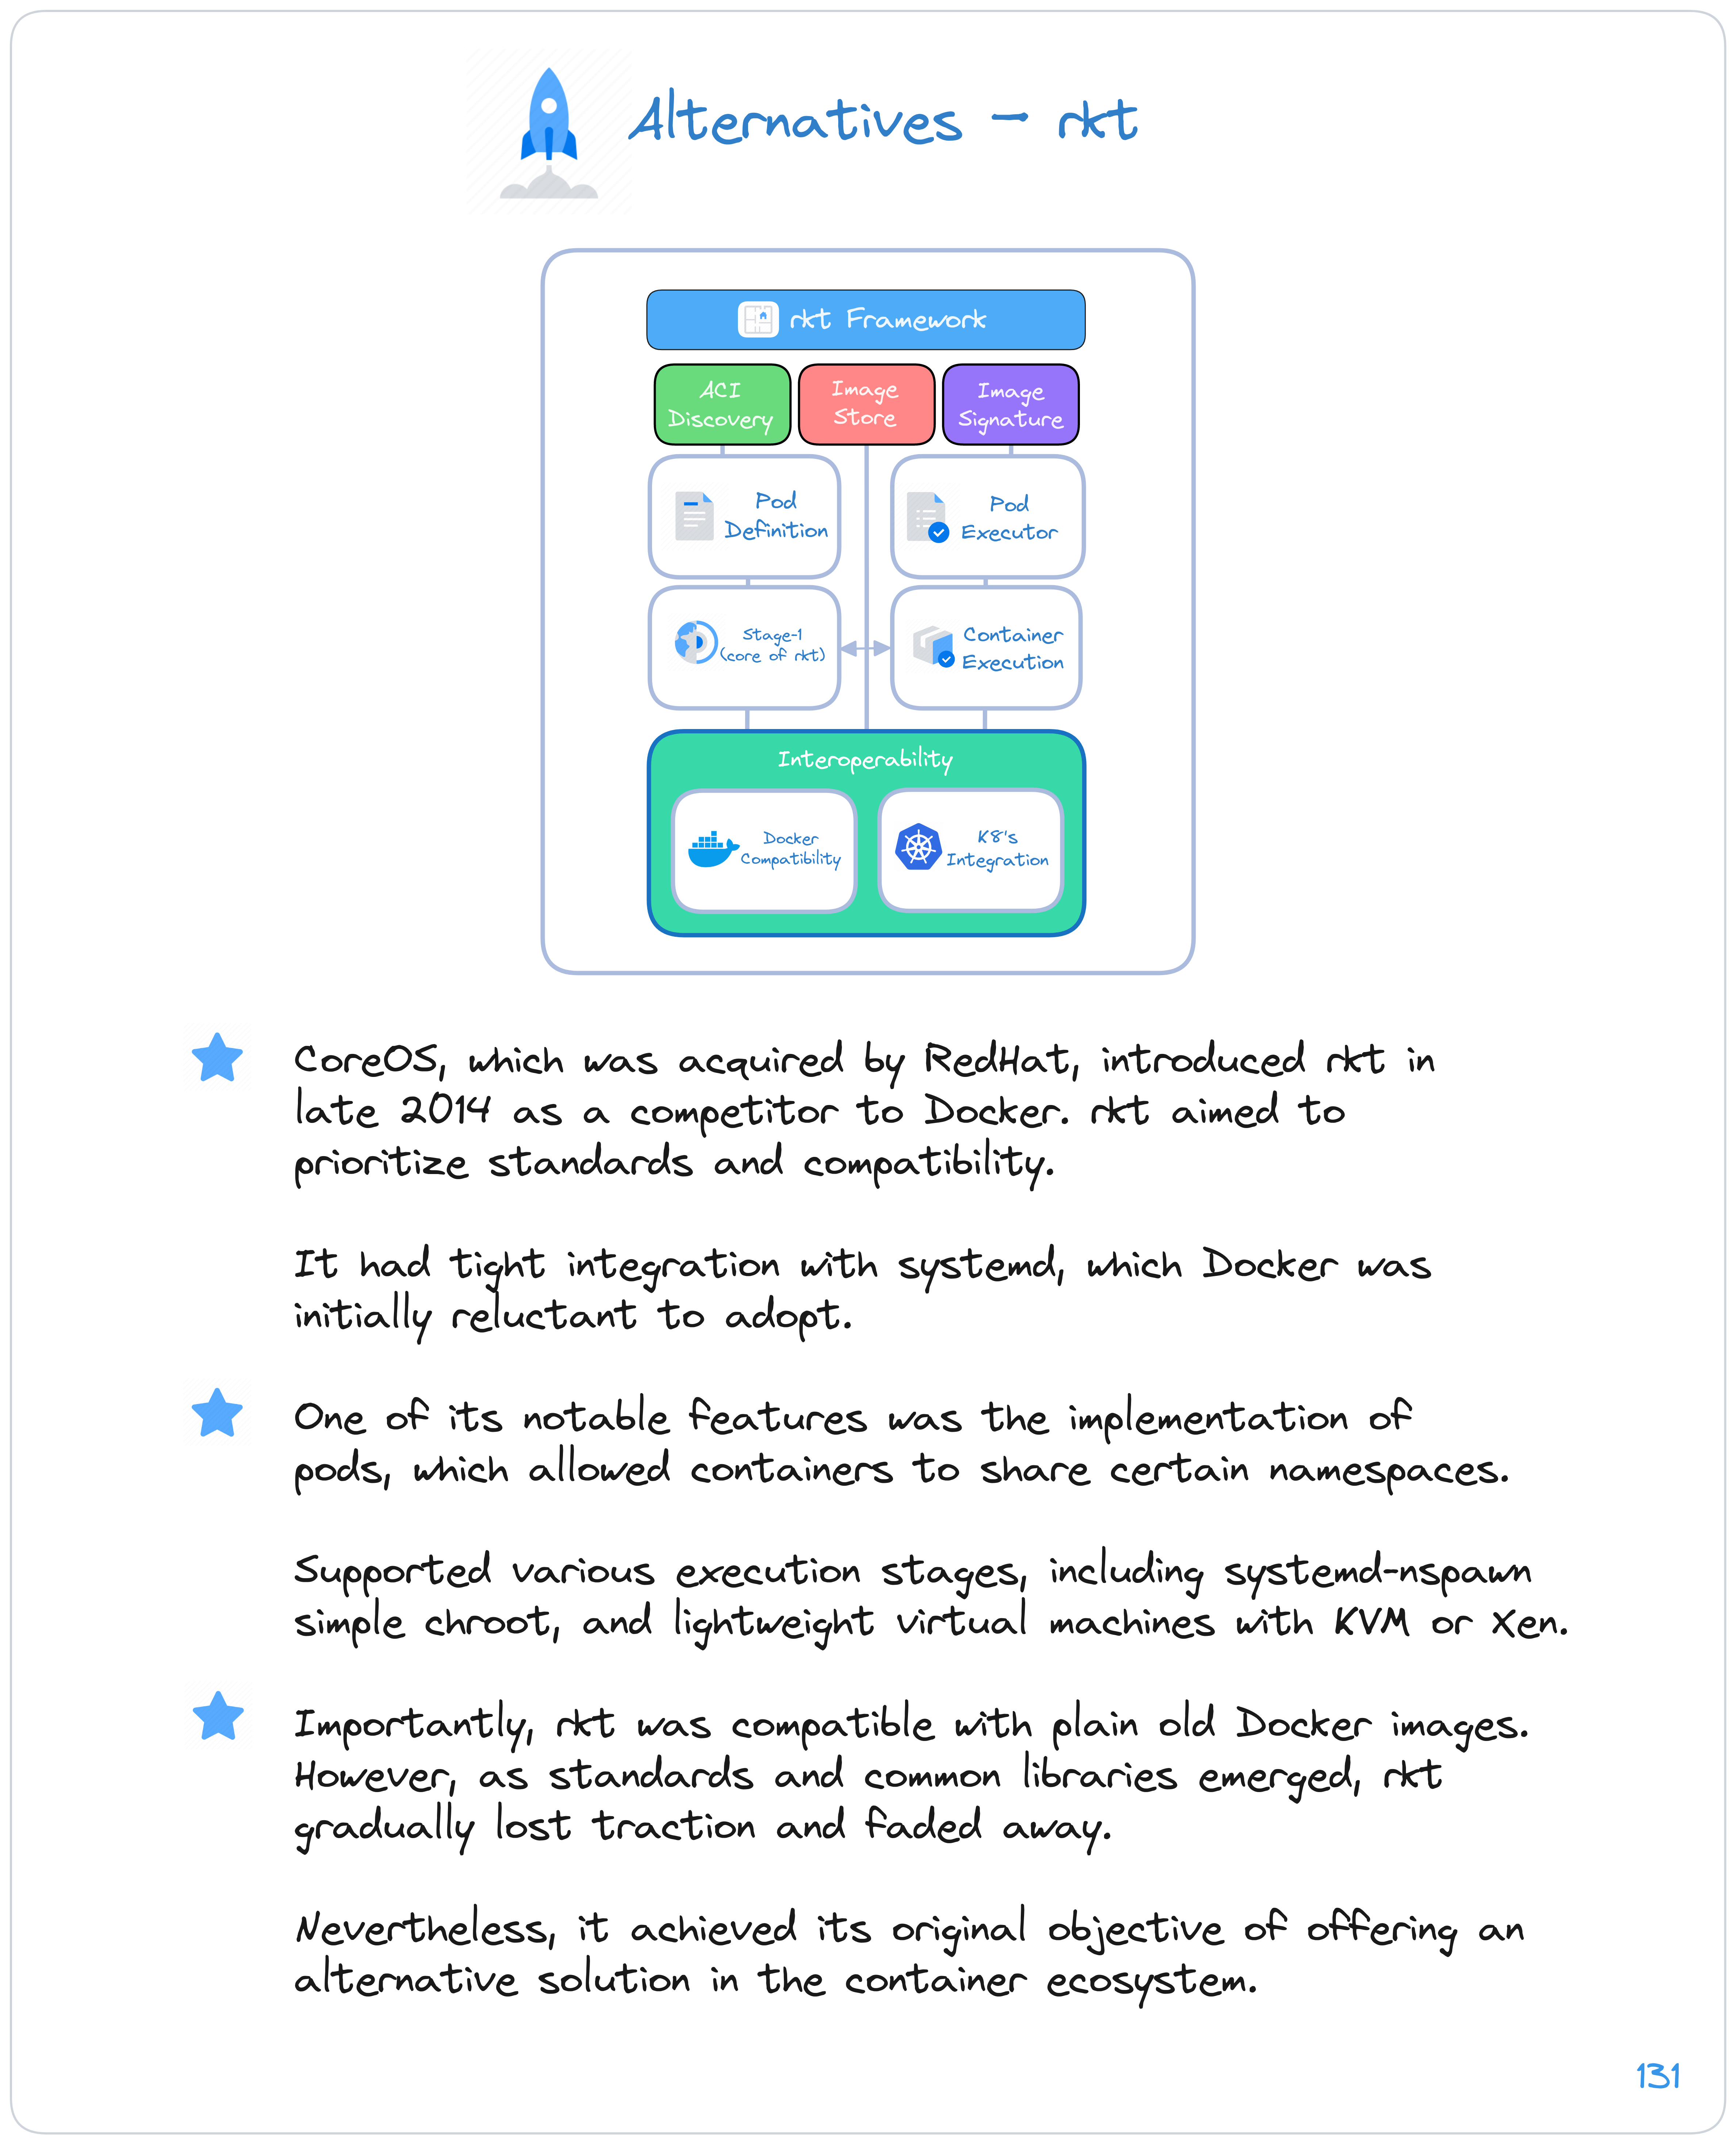 Alternatives - rkt
rkt Framework
ACI
Discovery
Image
Store
Image
Signature
Pod
Definition
Pod
Executor
Stage-1
(core of rkt)
Container
Execution
Interoperability
Docker
Compatibility
K8's
Integration
CoreOS, which was acquired by RedHat, introduced rkt in
late 2014 as a competitor to Docker. rkt aimed to
prioritize standards and compatibility.
It had tight integration with systemd, which Docker was
initially reluctant to adopt.
One of its notable features was the implementation of
pods, which allowed containers to share certain namespaces.
Supported various execution stages, including systemd-nspawn
simple chroot, and lightweight virtual machines with KVM or Xen.
Importantly, rkt was compatible with plain old Docker images.
However, as standards and common libraries emerged, rkt
gradually lost traction and faded away.
Nevertheless, it achieved its original objective of offering an
alternative solution in the container ecosystem.
131